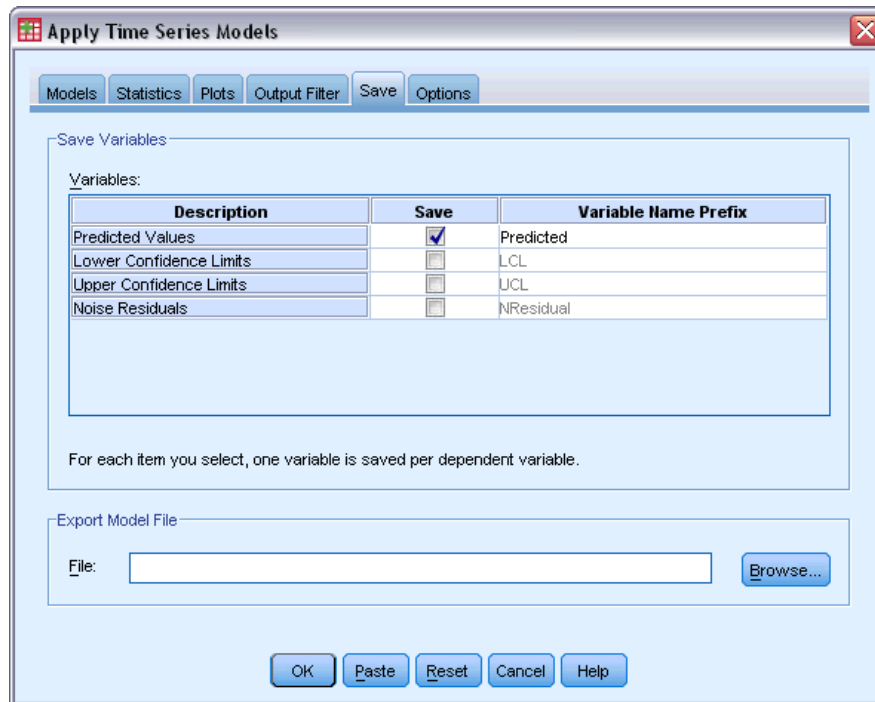 Apply Time Series Models
Models Statistics Plots Output Filter Save Options
Save Variables
Variables:
Description Save Variable Name Prefix
Predicted Values Predicted
Lower Confidence Limits LCL
Upper Confidence Limits UCL
Noise Residuals NResidual
For each item you select, one variable is saved per dependent variable.
Export Model File
File: Browse...
OK Paste Reset Cancel Help